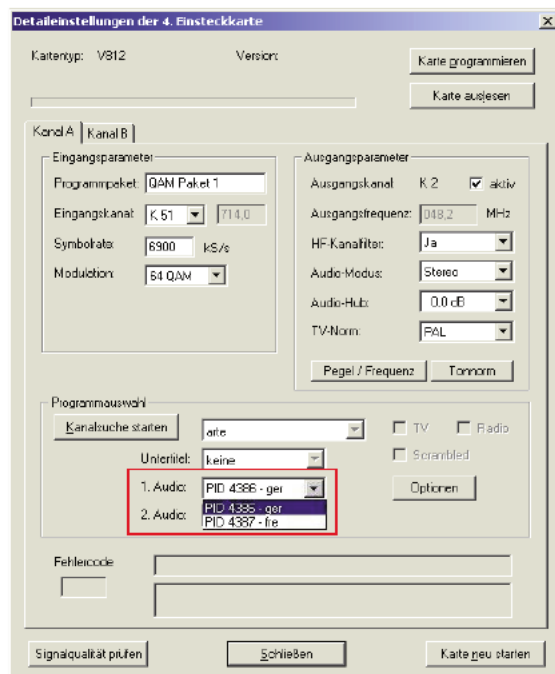 Detaileinstellungen der 4. Einsteckkarte
Kartentyp: V812 Version:
Karte programmieren
Karte auslesen
Kanal A Kanal B
Eingangsparameter
Programmpaket: QAM Paket 1
Eingangskanal: K 51 714,0
Symbolrate: 6900 kS/s
Modulation: 64 QAM
Ausgangsparameter
Ausgangskanal K 2 aktiv
Ausgangsfrequenz: 048,2 MHz
HF-Kanalfilter: Ja
Audio-Modus: Stereo
Audio-Hub: 0.0 dB
TV-Norm: PAL
Pegel / Frequenz Tonnorm
Programmauswahl
Kanalsuche starten arte TV Radio
Untertitel: keine Scrambled
1. Audio: PID 4386 - ger Optionen
2. Audio: PID 4386 - ger
PID 4387 - fre
Fehlercode
Signalqualität prüfen Schließen Karte neu starten